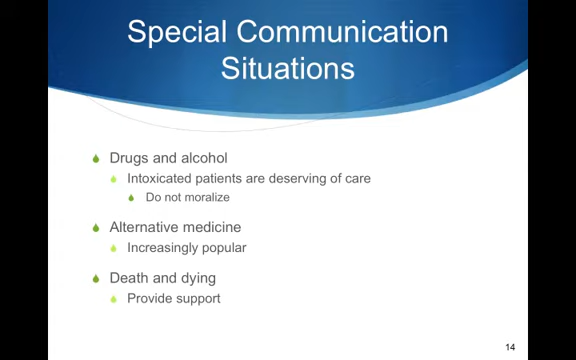 Special Communication
Situations
Drugs and alcohol
Intoxicated patients are deserving of care
Do not moralize
Alternative medicine
Increasingly popular
Death and dying
Provide support
14